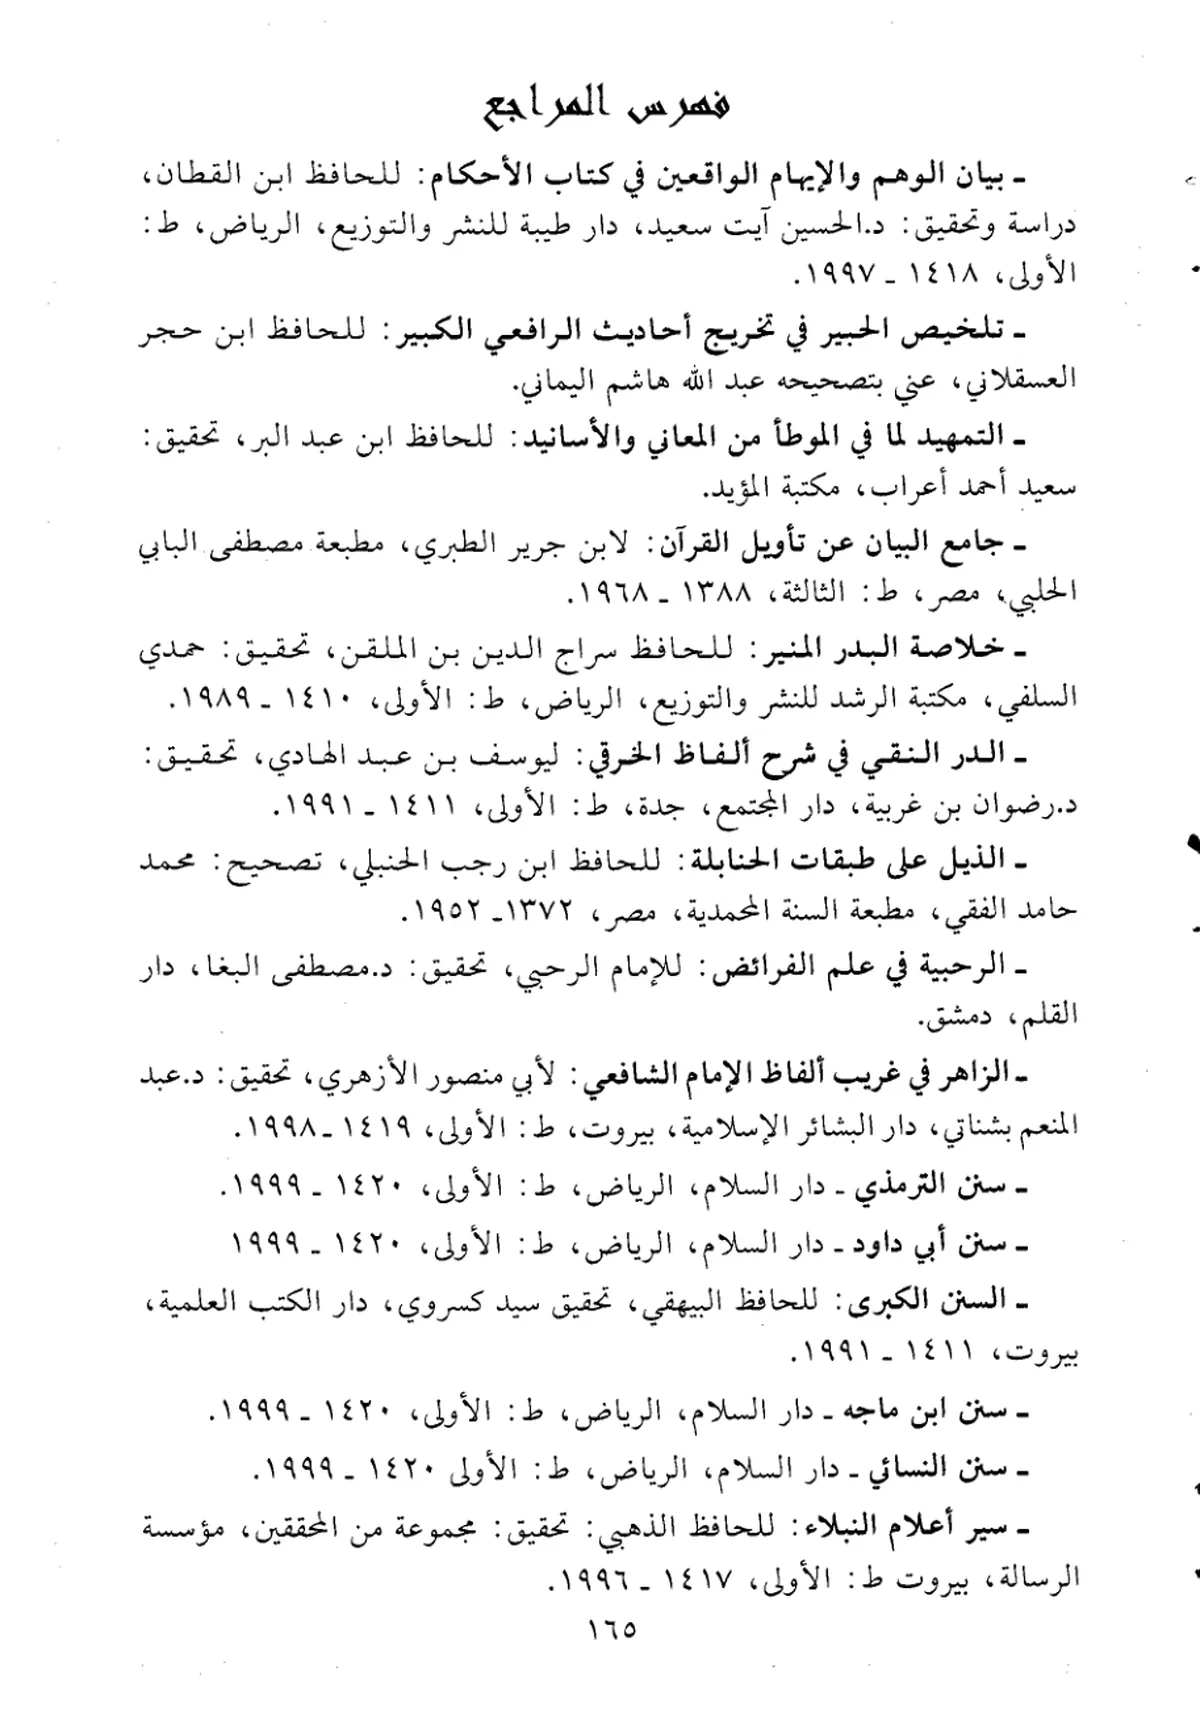 فهرس المراجع
ـ بيان الوهم والإيهام الواقعين في كتاب الأحكام: للحافظ ابن القطان،
دراسة وتحقيق: د.الحسين آيت سعيد، دار طيبة للنشر والتوزيع، الرياض، ط:
الأولى، ١٤١٨ ـ ١٩٩٧.
ـ تلخيص الحبير في تخريج أحاديث الرافعي الكبير: للحافظ ابن حجر
العسقلاني، عني بتصحيحه عبد الله هاشم اليماني.
ـ التمهيد لما في الموطأ من المعاني والأسانيد: للحافظ ابن عبد البر، تحقيق:
سعيد أحمد أعراب، مكتبة المؤيد.
ـ جامع البيان عن تأويل القرآن: لابن جرير الطبري، مطبعة مصطفى البابي
الحلبي، مصر، ط: الثالثة، ١٣٨٨ ـ ١٩٦٨.
ـ خلاصة البدر المنير: للحافظ سراج الدين بن الملقن، تحقيق: حمدي
السلفي، مكتبة الرشد للنشر والتوزيع، الرياض، ط: الأولى، ١٤١٠ ـ ١٩٨٩.
ـ الدر النقي في شرح ألفاظ الخرقي: ليوسف بن عبد الهادي، تحقيق:
د.رضوان بن غربية، دار المجتمع، جدة، ط: الأولى، ١٤١١ ـ ١٩٩١.
ـ الذيل على طبقات الحنابلة: للحافظ ابن رجب الحنبلي، تصحيح: محمد
حامد الفقي، مطبعة السنة المحمدية، مصر، ١٣٧٢ـ ١٩٥٢.
ـ الرحبية في علم الفرائض: للإمام الرحبي، تحقيق: د.مصطفى البغا، دار
القلم، دمشق.
ـ الزاهر في غريب ألفاظ الإمام الشافعي: لأبي منصور الأزهري، تحقيق: د.عبد
المنعم بشناتي، دار البشائر الإسلامية، بيروت، ط: الأولى، ١٤١٩ ـ١٩٩٨.
ـ سنن الترمذي ـ دار السلام، الرياض، ط: الأولى، ١٤٢٠ ـ ١٩٩٩.
ـ سنن أبي داود ـ دار السلام، الرياض، ط: الأولى، ١٤٢٠ ـ ١٩٩٩
ـ السنن الكبرى: للحافظ البيهقي، تحقيق سيد كسروي، دار الكتب العلمية،
بيروت، ١٤١١ ـ ١٩٩١.
ـ سنن ابن ماجه ـ دار السلام، الرياض، ط: الأولى، ١٤٢٠ ـ ١٩٩٩.
ـ سنن النسائي ـ دار السلام، الرياض، ط: الأولى ١٤٢٠ ـ ١٩٩٩.
ـ سير أعلام النبلاء: للحافظ الذهبي: تحقيق: مجموعة من المحققين، مؤسسة
الرسالة، بيروت ط: الأولى، ١٤١٧ ـ ١٩٩٦.
١٦٥